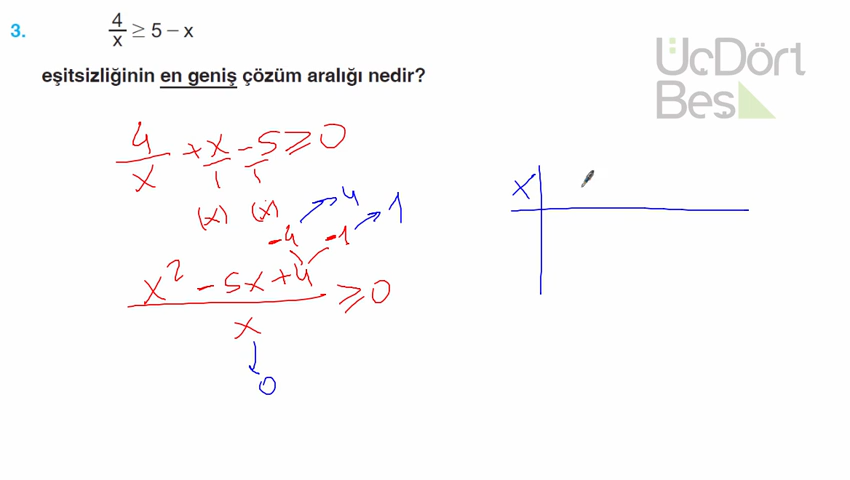 3. 4/x ≥ 5 – x
eşitsizliğinin en geniş çözüm aralığı nedir?
ÜçDört
Beş
4/x + x/1 - 5/1 ≥ 0
(x) (x)
4
1
-4 -1
x² - 5x + 4 / x ≥ 0
0
x